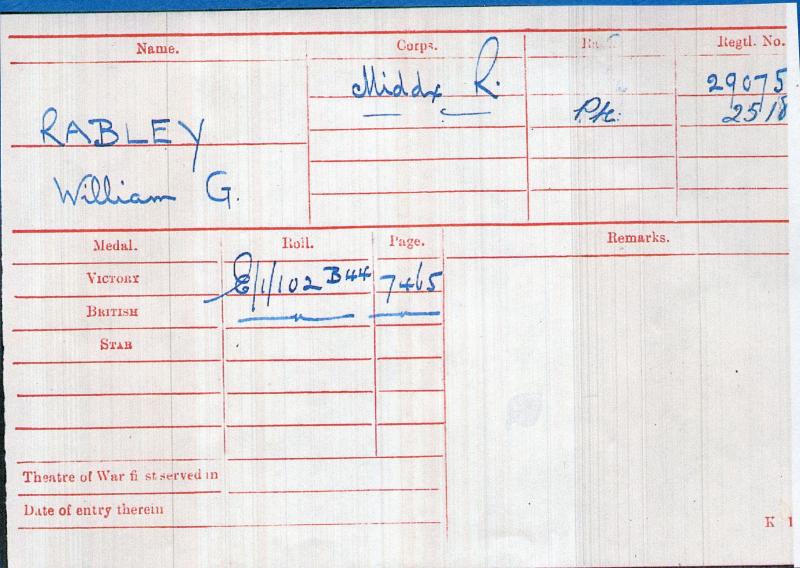 Name. Corps. Regtl. No.
Middx R. 29075
RABLEY Pte. 2518
William G.
Medal. Roll. Page. Remarks.
VICTORY E/1/102 B44 7465
BRITISH
STAR
Theatre of War first served in
Date of entry therein
K 1